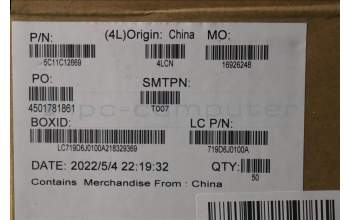 P/N: (4L)Origin: China MO:
5C11C12669 4LCN 16926248
PO: SMTPN:
4501781861 T007
BOXID: LC P/N:
LC719D6J0100A218329369 719D6J0100A
DATE: 2022/5/4 22:19:32 QTY:
50
Contains Merchandise From : China